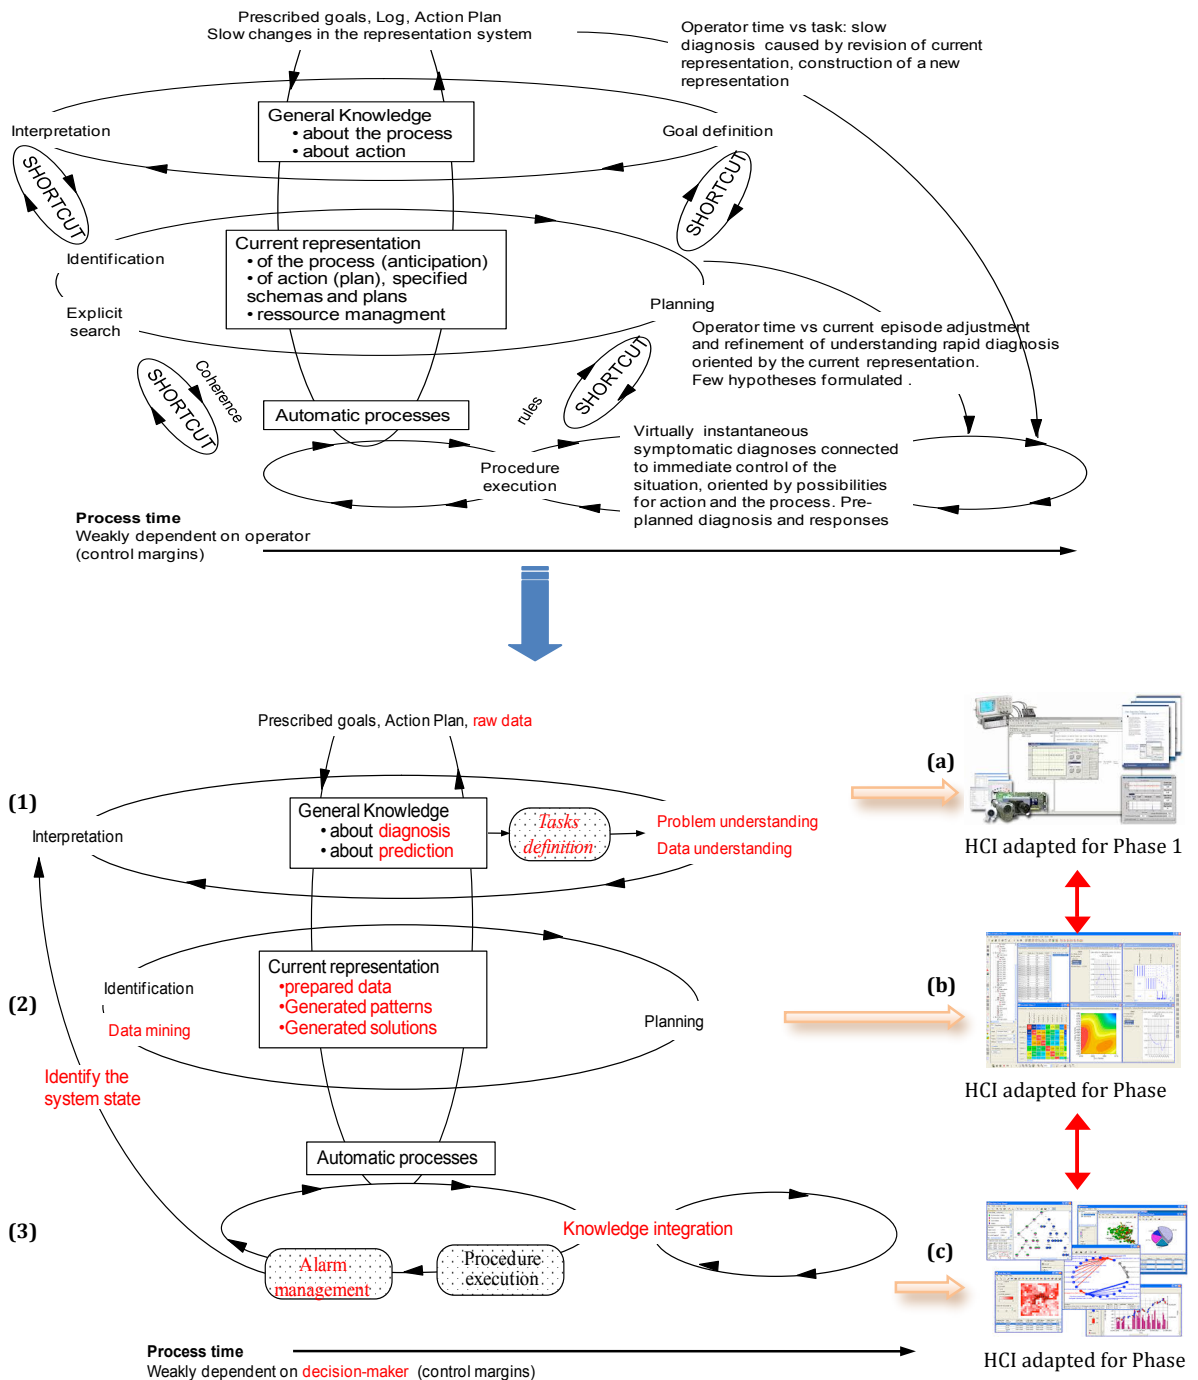 Prescribed goals, Log, Action Plan
Slow changes in the representation system
Operator time vs task: slow
diagnosis caused by revision of current
representation, construction of a new
representation
General Knowledge
• about the process
• about action
Interpretation
Goal definition
SHORTCUT
SHORTCUT
Current representation
• of the process (anticipation)
• of action (plan), specified
schemas and plans
• ressource managment
Identification
Explicit
search
Planning
Operator time vs current episode adjustment
and refinement of understanding rapid diagnosis
oriented by the current representation.
Few hypotheses formulated .
SHORTCUT
Coherence
rules
SHORTCUT
Automatic processes
Procedure
execution
Virtually instantaneous
symptomatic diagnoses connected
to immediate control of the
situation, oriented by possibilities
for action and the process. Pre-
planned diagnosis and responses
Process time
Weakly dependent on operator
(control margins)
Prescribed goals, Action Plan, raw data
(1)
Interpretation
General Knowledge
• about diagnosis
• about prediction
Tasks
definition
Problem understanding
Data understanding
(a)
HCI adapted for Phase 1
(2)
Identification
Data mining
Current representation
•prepared data
•Generated patterns
•Generated solutions
Planning
(b)
HCI adapted for Phase
Identify the
system state
Automatic processes
(3)
Knowledge integration
Alarm
management
Procedure
execution
(c)
HCI adapted for Phase
Process time
Weakly dependent on decision-maker (control margins)